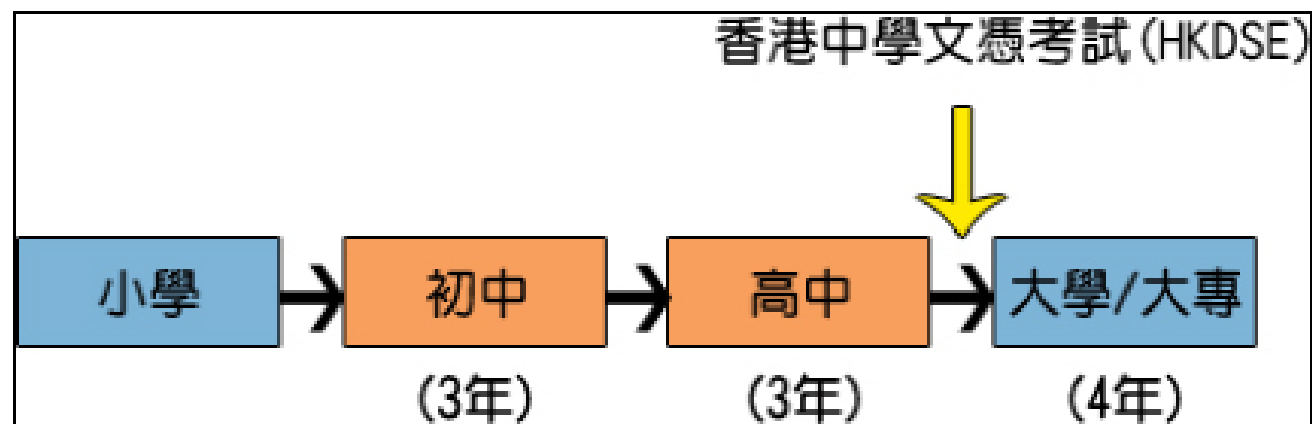 香港中學文憑考試(HKDSE)
小學
初中
高中
大學/大專
(3年)
(3年)
(4年)